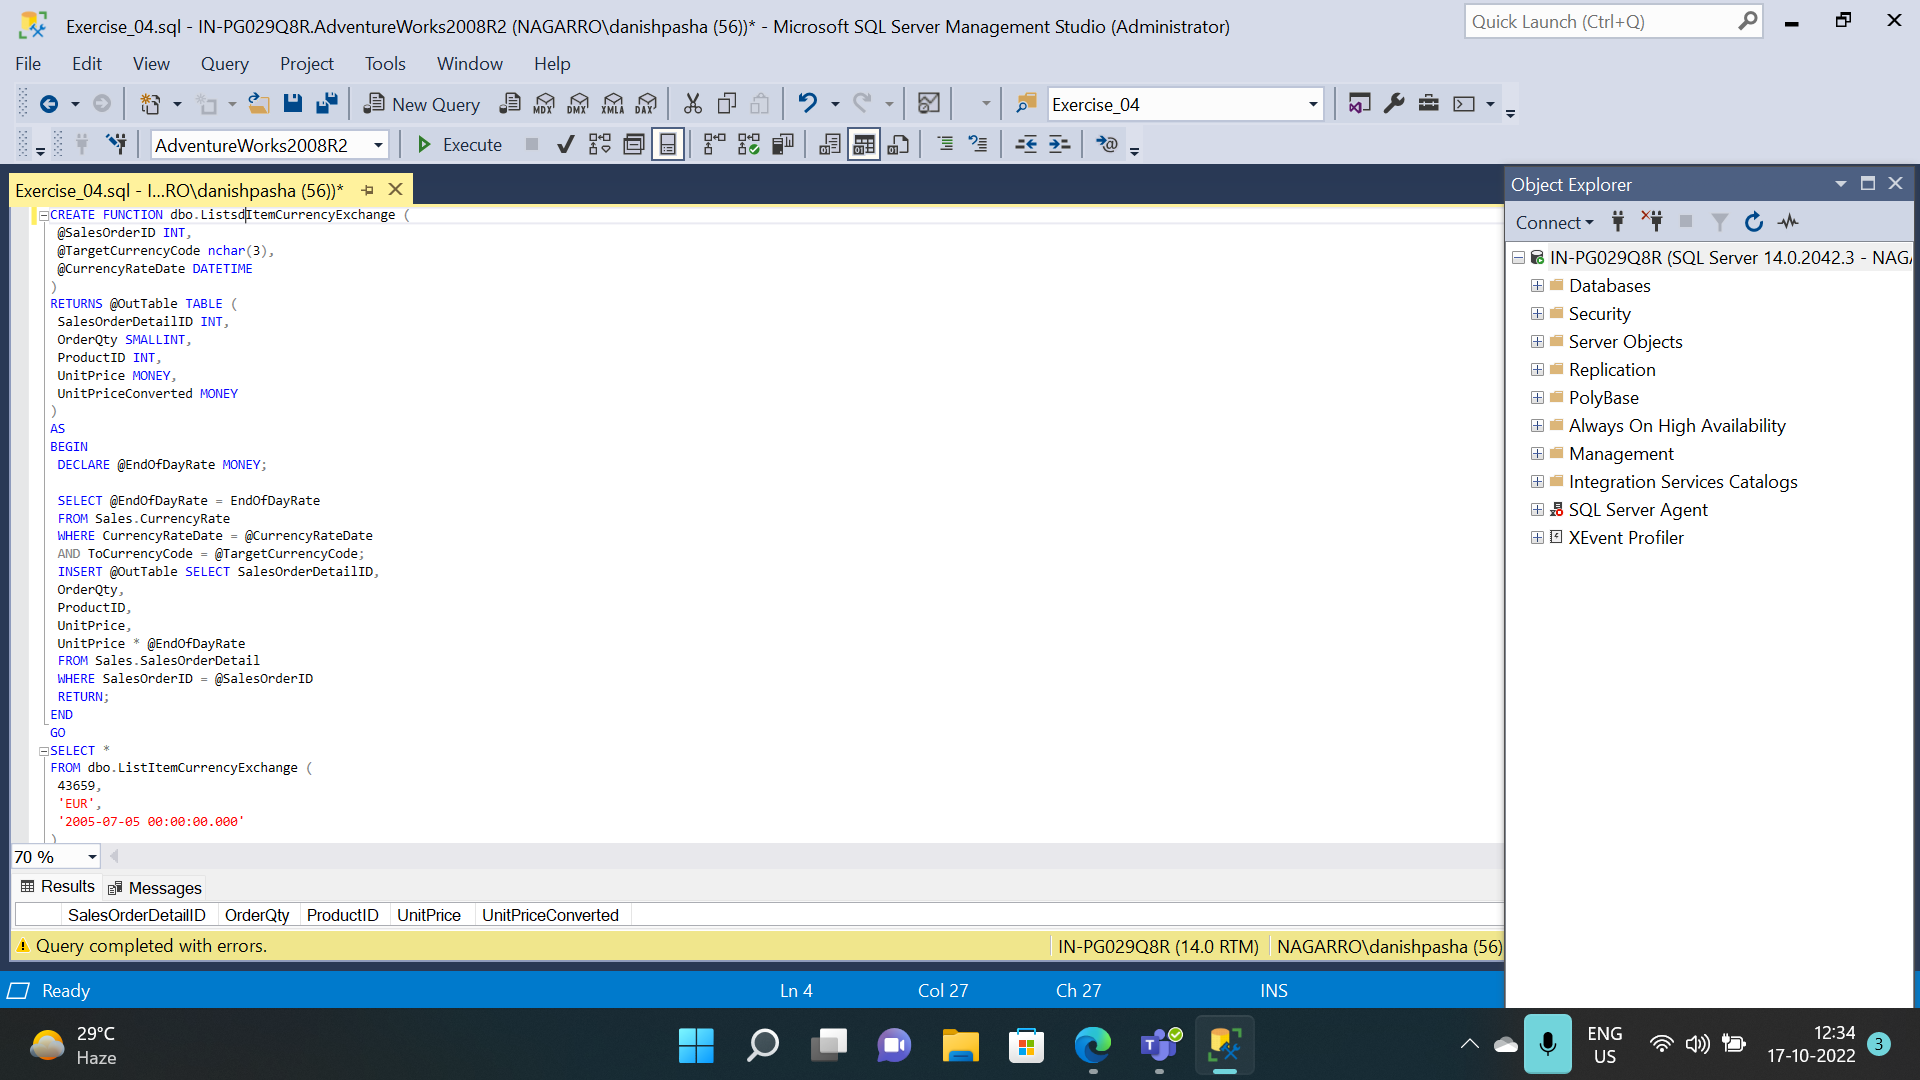 Exercise_04.sql - IN-PG029Q8R.AdventureWorks2008R2 (NAGARRO\danishpasha (56))* - Microsoft SQL Server Management Studio (Administrator)
Quick Launch (Ctrl+Q)
File Edit View Query Project Tools Window Help
New Query MDX DMX XMLA DAX Exercise_04
AdventureWorks2008R2 Execute
Exercise_04.sql - I...RO\danishpasha (56))*
CREATE FUNCTION dbo.ListsdItemCurrencyExchange (
@SalesOrderID INT,
@TargetCurrencyCode nchar(3),
@CurrencyRateDate DATETIME
)
RETURNS @OutTable TABLE (
SalesOrderDetailID INT,
OrderQty SMALLINT,
ProductID INT,
UnitPrice MONEY,
UnitPriceConverted MONEY
)
AS
BEGIN
DECLARE @EndOfDayRate MONEY;
SELECT @EndOfDayRate = EndOfDayRate
FROM Sales.CurrencyRate
WHERE CurrencyRateDate = @CurrencyRateDate
AND ToCurrencyCode = @TargetCurrencyCode;
INSERT @OutTable SELECT SalesOrderDetailID,
OrderQty,
ProductID,
UnitPrice,
UnitPrice * @EndOfDayRate
FROM Sales.SalesOrderDetail
WHERE SalesOrderID = @SalesOrderID
RETURN;
END
GO
SELECT *
FROM dbo.ListItemCurrencyExchange (
43659,
'EUR',
'2005-07-05 00:00:00.000'
)
70 %
Results Messages
SalesOrderDetailID OrderQty ProductID UnitPrice UnitPriceConverted
Query completed with errors. IN-PG029Q8R (14.0 RTM) NAGARRO\danishpasha (56)
Object Explorer
Connect
IN-PG029Q8R (SQL Server 14.0.2042.3 - NAGA
Databases
Security
Server Objects
Replication
PolyBase
Always On High Availability
Management
Integration Services Catalogs
SQL Server Agent
XEvent Profiler
Ready Ln 4 Col 27 Ch 27 INS
29°C
Haze
ENG
US
12:34
17-10-2022
3